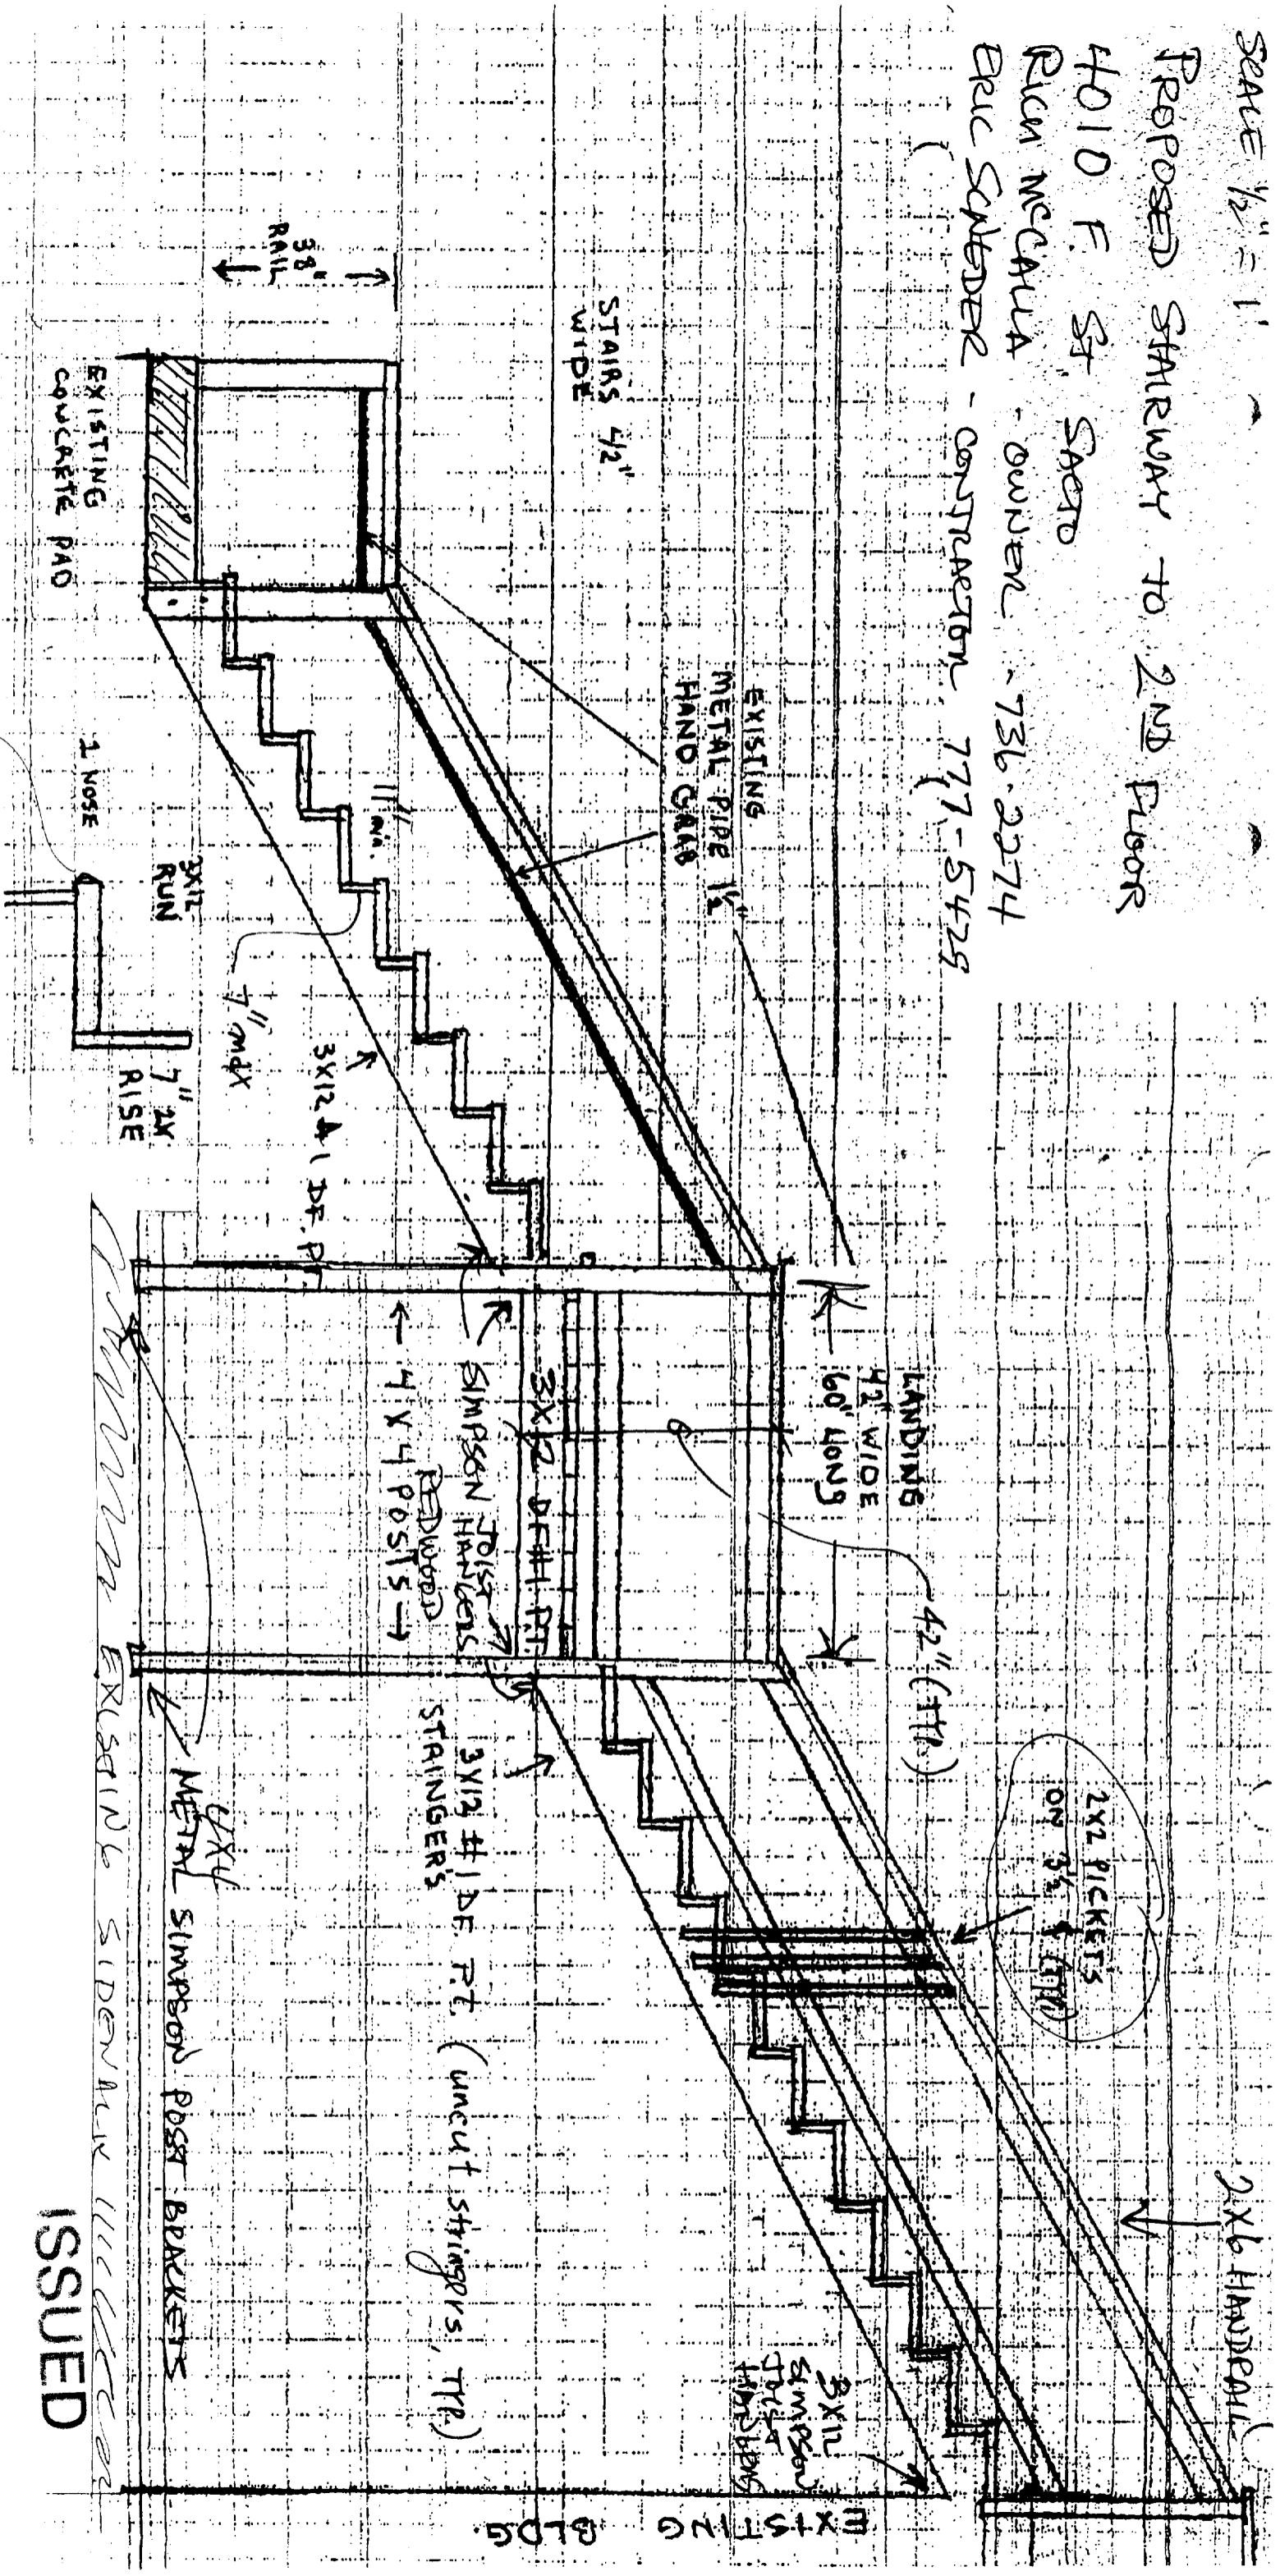 SCALE ½" = 1'
PROPOSED STAIRWAY TO 2ND FLOOR
4010 F. ST. SACTO
RICH McCALLA - OWNER - 736-2274
ERIC SCHEDER - CONTRACTOR 777-5429
38"
RAIL
STAIRS 42"
WIDE
EXISTING
CONCRETE PAD
EXISTING
METAL PIPE 1½"
HAND GRAB
11" min.
7" max
3X12 #1 DF. PT
1 NOSE
3X12
RUN
7" 2X
RISE
LANDING
42" WIDE
60" LONG
42" (TYP.)
3X12 DF#1 PT
SIMPSON JOIST
HANGERS
REDWOOD
← 4 X 4 POSTS →
2X2 PICKETS
ON 3½ ¢ (TYP)
2X6 HANDRAIL
3X12 #1 DF. P.T. (uncut stringers, TYP.)
STAINGER'S
3X12
SIMPSON
JOIST
HANGERS
4X4
METAL SIMPSON POST BRACKETS
EXISTING SIDEWALK
EXISTING BLDG.
ISSUED